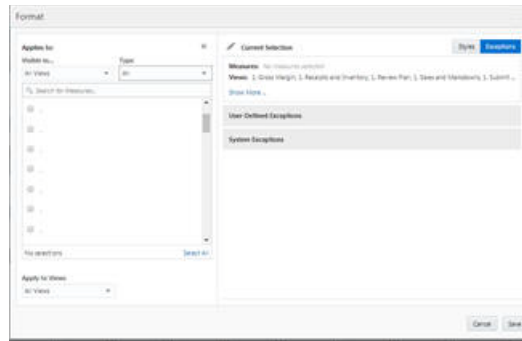 Format
Applies to:
Visible to...
Type
All Views
All
Search for measures...
No selections
Select All
Apply to Views
All Views
Current Selection
Styles
Exceptions
Measures: No measures selected
Views: 1. Gross Margin, 1. Receipts and Inventory, 1. Review Plan, 1. Sales and Markdowns, 1. Submit ...
Show More...
User Defined Exceptions
System Exceptions
Cancel
Save